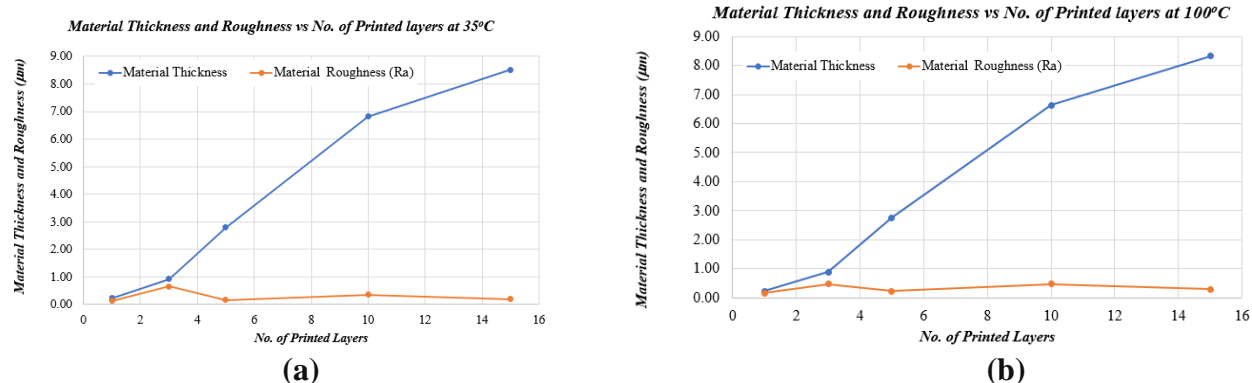 Material Thickness and Roughness vs No. of Printed layers at 35°C
Material Thickness and Roughness (µm)
9.00
8.00
7.00
6.00
5.00
4.00
3.00
2.00
1.00
0.00
Material Thickness
Material Roughness (Ra)
0 2 4 6 8 10 12 14 16
No. of Printed Layers
(a)
Material Thickness and Roughness vs No. of Printed layers at 100°C
Material Thickness and Roughness (µm)
9.00
8.00
7.00
6.00
5.00
4.00
3.00
2.00
1.00
0.00
Material Thickness
Material Roughness (Ra)
0 2 4 6 8 10 12 14 16
No. of Printed Layers
(b)